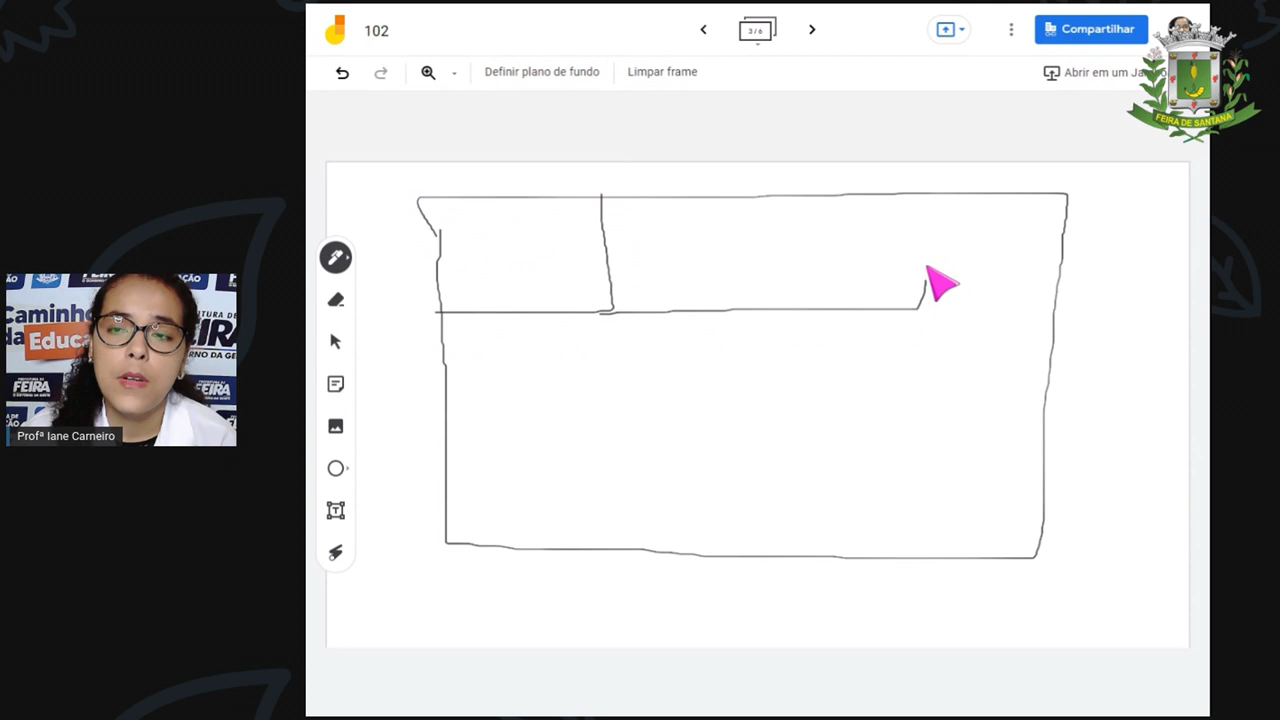 102
3 / 6
Compartilhar
Definir plano de fundo
Limpar frame
Abrir em um Ja
FEIRA DE SANTANA
Caminho
da Educa
FEIRA
Profª Iane Carneiro